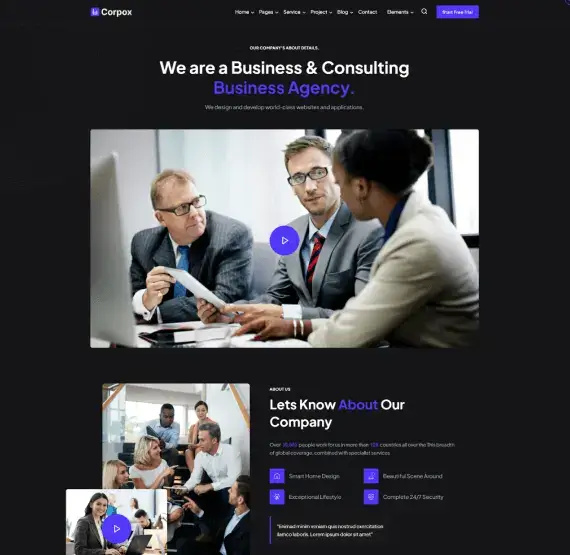 Corpox
Home Pages Service Project Blog Contact Elements Start Free Trial
OUR COMPANY'S ABOUT DETAILS.
We are a Business & Consulting
Business Agency.
We design and develop world-class websites and applications.
ABOUT US
Lets Know About Our
Company
Over people work for us in more than countries all over the This breadth
of global coverage, combined with specialist services.
Smart Home Design Beautiful Scene Around
Exceptional Lifestyle Complete 24/7 Security
"Enimad minim veniam quis nostrud exercitation
llamco laboris. Lorem ipsum dolor sit amet"